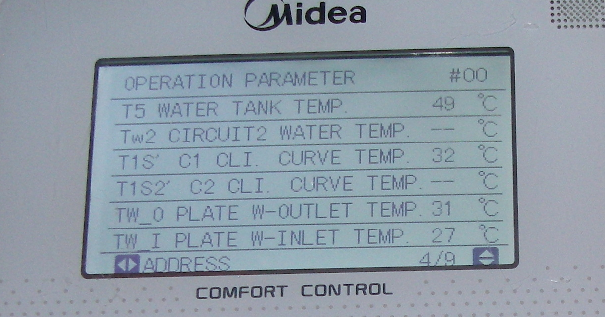 Midea
OPERATION PARAMETER #00
T5 WATER TANK TEMP. 49 °C
Tw2 CIRCUIT2 WATER TEMP. -- °C
T1S' C1 CLI. CURVE TEMP. 32 °C
T1S2' C2 CLI. CURVE TEMP. -- °C
TW_O PLATE W-OUTLET TEMP. 31 °C
TW_I PLATE W-INLET TEMP. 27 °C
ADDRESS 4/9
COMFORT CONTROL